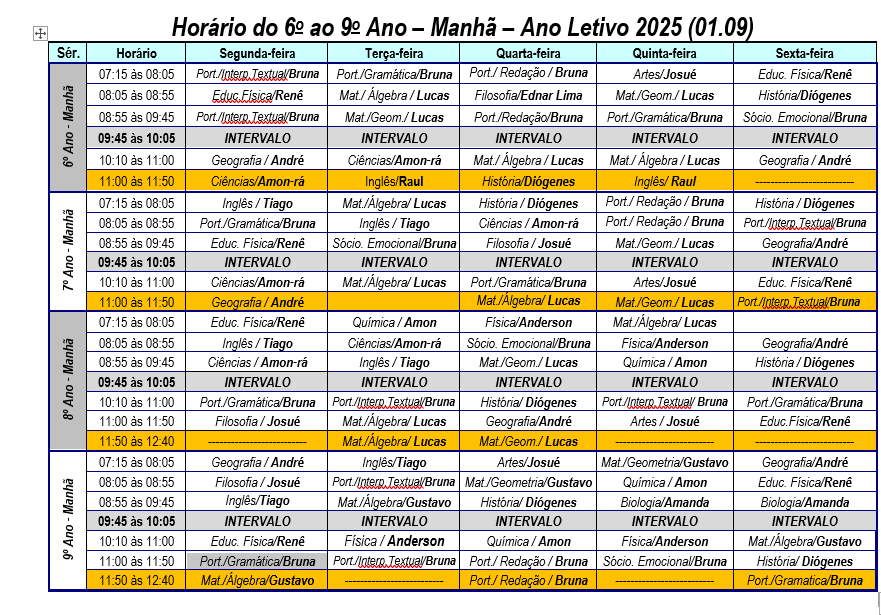 Horário do 6º ao 9º Ano – Manhã – Ano Letivo 2025 (01.09)
Sér. Horário Segunda-feira Terça-feira Quarta-feira Quinta-feira Sexta-feira
6º Ano - Manhã
07:15 às 08:05 Port./Interp.Textual/Bruna Port./Gramática/Bruna Port./ Redação / Bruna Artes/Josué Educ. Física/Renê
08:05 às 08:55 Educ.Física/Renê Mat./ Álgebra / Lucas Filosofia/Ednar Lima Mat./Geom./ Lucas História/Diógenes
08:55 às 09:45 Port./Interp.Textual/Bruna Mat./Geom./ Lucas Port./Redação/Bruna Port./Gramática/Bruna Sócio. Emocional/Bruna
09:45 às 10:05 INTERVALO INTERVALO INTERVALO INTERVALO INTERVALO
10:10 às 11:00 Geografia / André Ciências/Amon-rá Mat./ Álgebra / Lucas Mat./ Álgebra / Lucas Geografia / André
11:00 às 11:50 Ciências/Amon-rá Inglês/Raul História/Diógenes Inglês/ Raul -------------------------
7º Ano - Manhã
07:15 às 08:05 Inglês / Tiago Mat./Álgebra/ Lucas História / Diógenes Port./ Redação / Bruna História / Diógenes
08:05 às 08:55 Port./Gramática/Bruna Inglês / Tiago Ciências / Amon-rá Port./ Redação / Bruna Port./Interp.Textual/Bruna
08:55 às 09:45 Educ. Física/Renê Sócio. Emocional/Bruna Filosofia / Josué Mat./Geom./ Lucas Geografia/André
09:45 às 10:05 INTERVALO INTERVALO INTERVALO INTERVALO INTERVALO
10:10 às 11:00 Ciências/Amon-rá Mat./Álgebra/ Lucas Port./Gramática/Bruna Artes/Josué Educ. Física/Renê
11:00 às 11:50 Geografia / André Mat./Álgebra/ Lucas Mat./Geom./ Lucas Port./Interp.Textual/Bruna
8º Ano - Manhã
07:15 às 08:05 Educ. Física/Renê Química / Amon Física/Anderson Mat./Álgebra / Lucas
08:05 às 08:55 Inglês / Tiago Ciências/Amon-rá Sòcio. Emocional/Bruna Física/Anderson Geografia/André
08:55 às 09:45 Ciências / Amon-rá Inglês / Tiago Mat./Geom./ Lucas Química / Amon História / Diógenes
09:45 às 10:05 INTERVALO INTERVALO INTERVALO INTERVALO INTERVALO
10:10 às 11:00 Port./Gramática/Bruna Port./Interp.Textual/Bruna História/ Diógenes Port./Interp.Textual/ Bruna Port./Gramática/Bruna
11:00 às 11:50 Filosofia / Josué Mat./Álgebra/ Lucas Geografia/André Artes / Josué Educ.Física/Renê
11:50 às 12:40 ------------------------- Mat./Álgebra/ Lucas Mat./Geom./ Lucas ------------------------- -------------------------
9º Ano - Manhã
07:15 às 08:05 Geografia / André Inglês/Tiago Artes/Josué Mat./Geometria/Gustavo Geografia/André
08:05 às 08:55 Filosofia / Josué Port./Interp.Textual/Bruna Mat./Geometria/Gustavo Química / Amon Educ. Física/Renê
08:55 às 09:45 Inglês/Tiago Mat./Álgebra/Gustavo História/ Diógenes Biologia/Amanda Biologia/Amanda
09:45 às 10:05 INTERVALO INTERVALO INTERVALO INTERVALO INTERVALO
10:10 às 11:00 Educ. Física/Renê Física / Anderson Química / Amon Física/Anderson Mat./Álgebra/Gustavo
11:00 às 11:50 Port./Gramática/Bruna Port./Interp.Textual/Bruna Port./ Redação / Bruna Sócio. Emocional/Bruna História/ Diógenes
11:50 às 12:40 Mat./Álgebra/Gustavo ------------------------- Port./ Redação / Bruna ------------------------- Port./Gramatica/Bruna